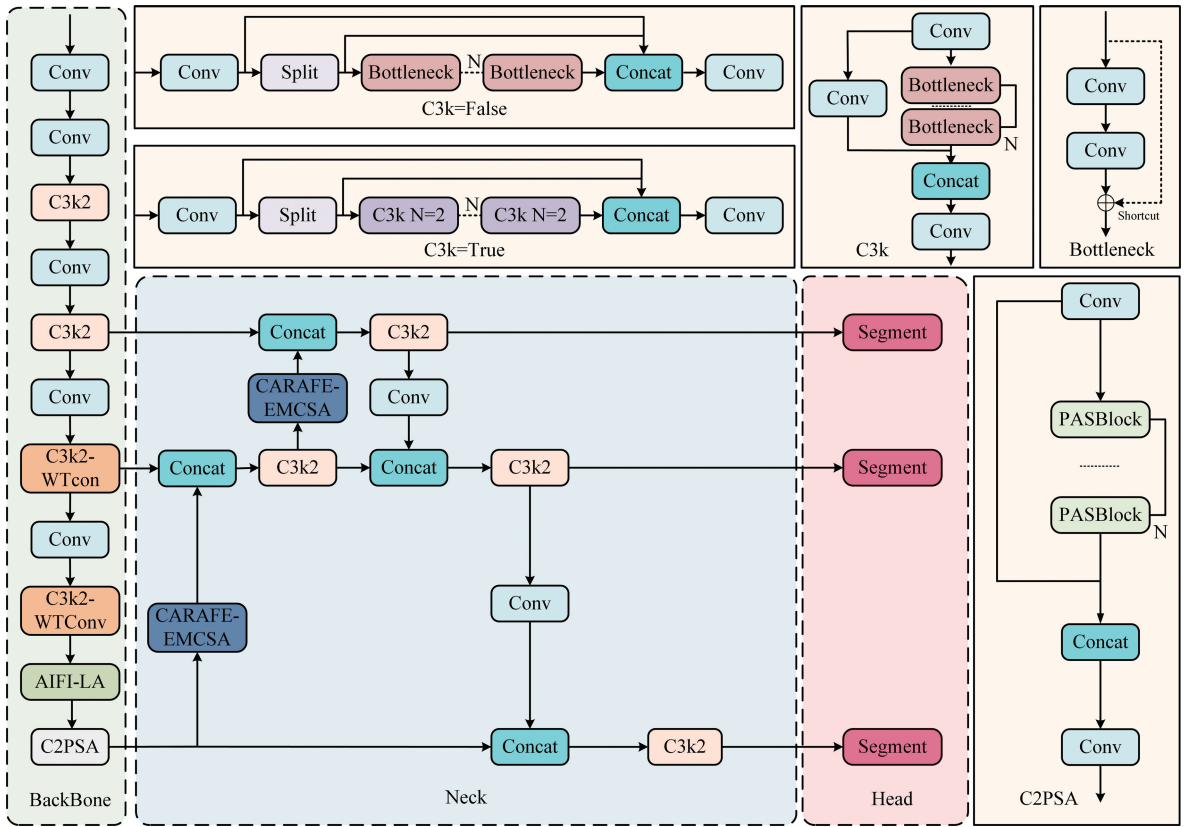 Conv
Conv
C3k2
Conv
C3k2
Conv
C3k2-
WTcon
Conv
C3k2-
WTConv
AIFI-LA
C2PSA
BackBone
Conv
Split
Bottleneck
N
Bottleneck
Concat
Conv
C3k=False
Conv
Split
C3k N=2
N
C3k N=2
Concat
Conv
C3k=True
Conv
Conv
Bottleneck
Bottleneck
N
Concat
Conv
C3k
Conv
Conv
Shortcut
Bottleneck
Concat
C3k2
CARAFE-
EMCSA
Conv
Concat
C3k2
Concat
C3k2
CARAFE-
EMCSA
Conv
Concat
C3k2
Neck
Segment
Segment
Segment
Head
Conv
PASBlock
PASBlock
N
Concat
Conv
C2PSA